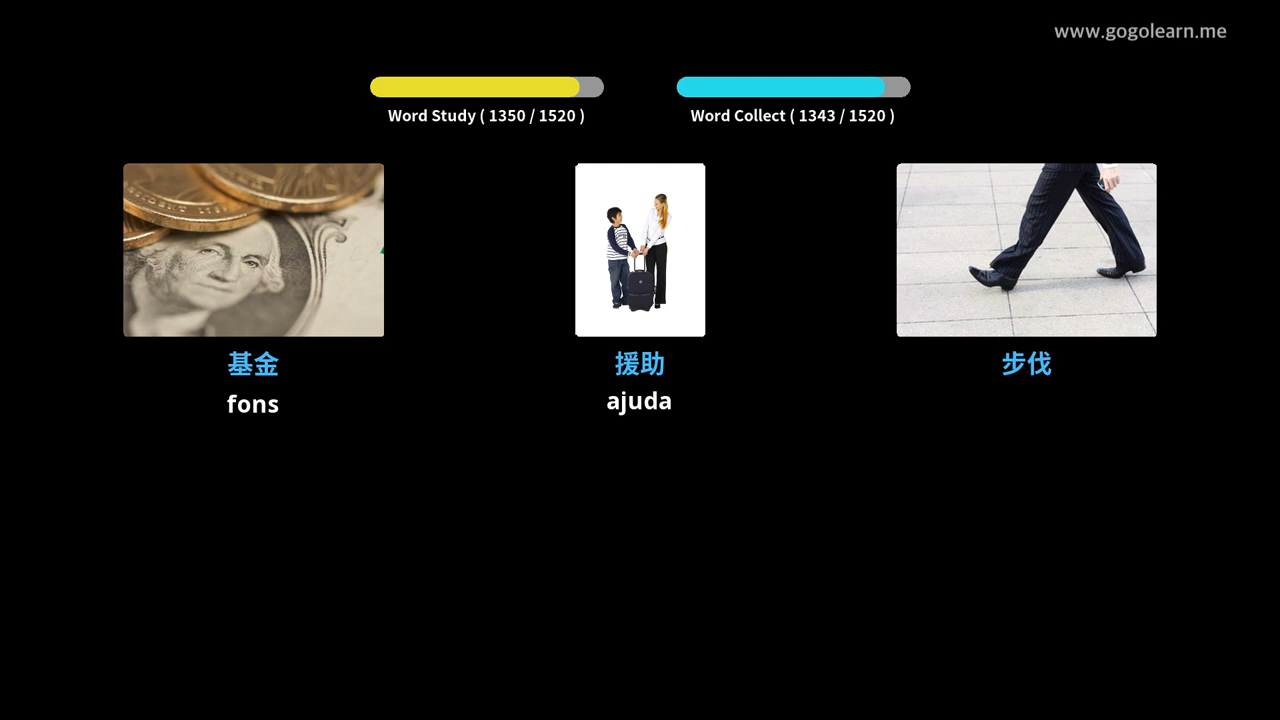 www.gogolearn.me
Word Study ( 1350 / 1520 )
Word Collect ( 1343 / 1520 )
基金
援助
步伐
fons
ajuda